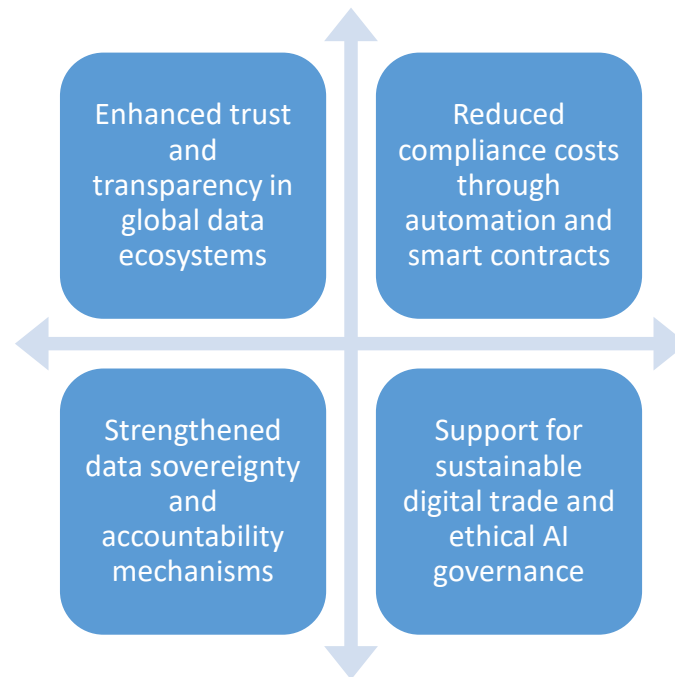 Enhanced trust
and
transparency in
global data
ecosystems
Reduced
compliance costs
through
automation and
smart contracts
Strengthened
data sovereignty
and
accountability
mechanisms
Support for
sustainable
digital trade and
ethical AI
governance